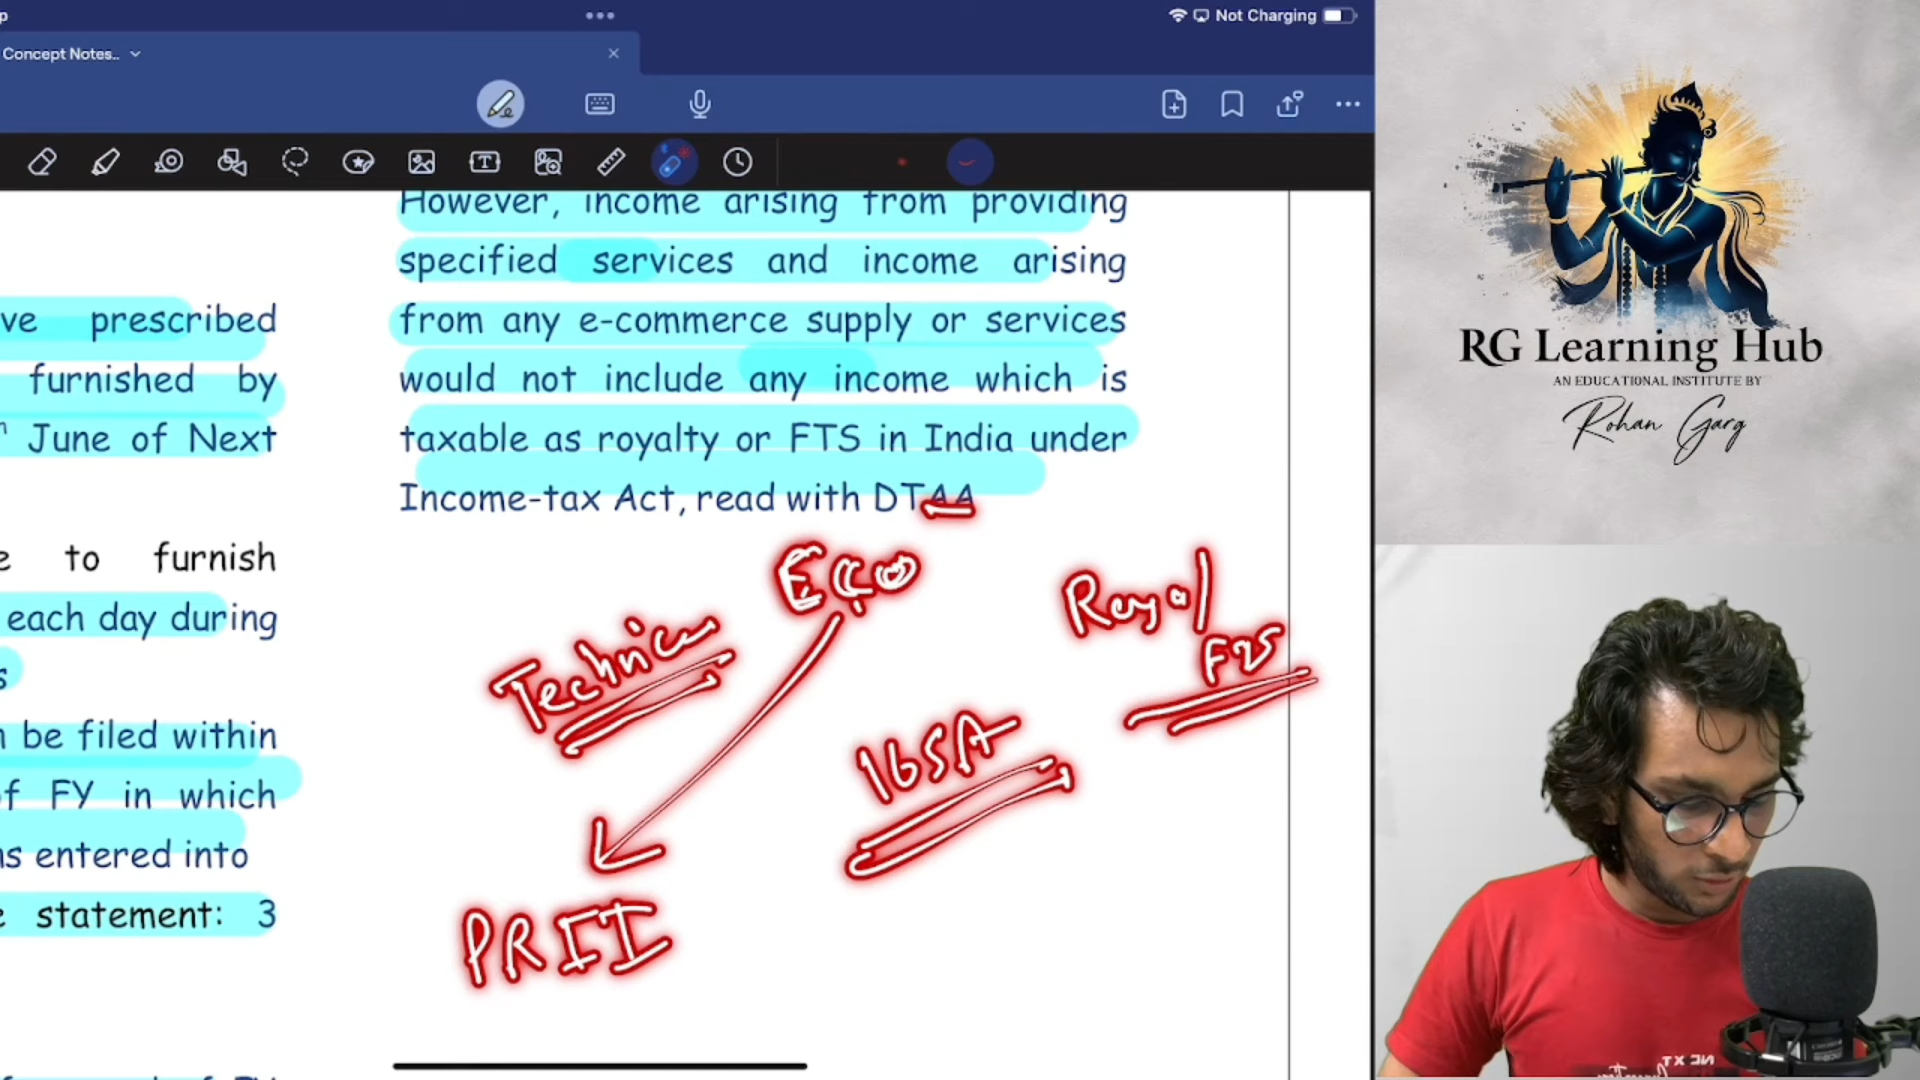 p
Not Charging
Concept Notes..
However, income arising from providing
specified services and income arising
from any e-commerce supply or services
would not include any income which is
taxable as royalty or FTS in India under
Income-tax Act, read with DTAA
ve prescribed
furnished by
June of Next
e to furnish
each day during
s
n be filed within
of FY in which
ns entered into
e statement: 3
ECO
Technic
Royal
FTS
165A
PRII
RG Learning Hub
AN EDUCATIONAL INSTITUTE BY
Rohan Garg